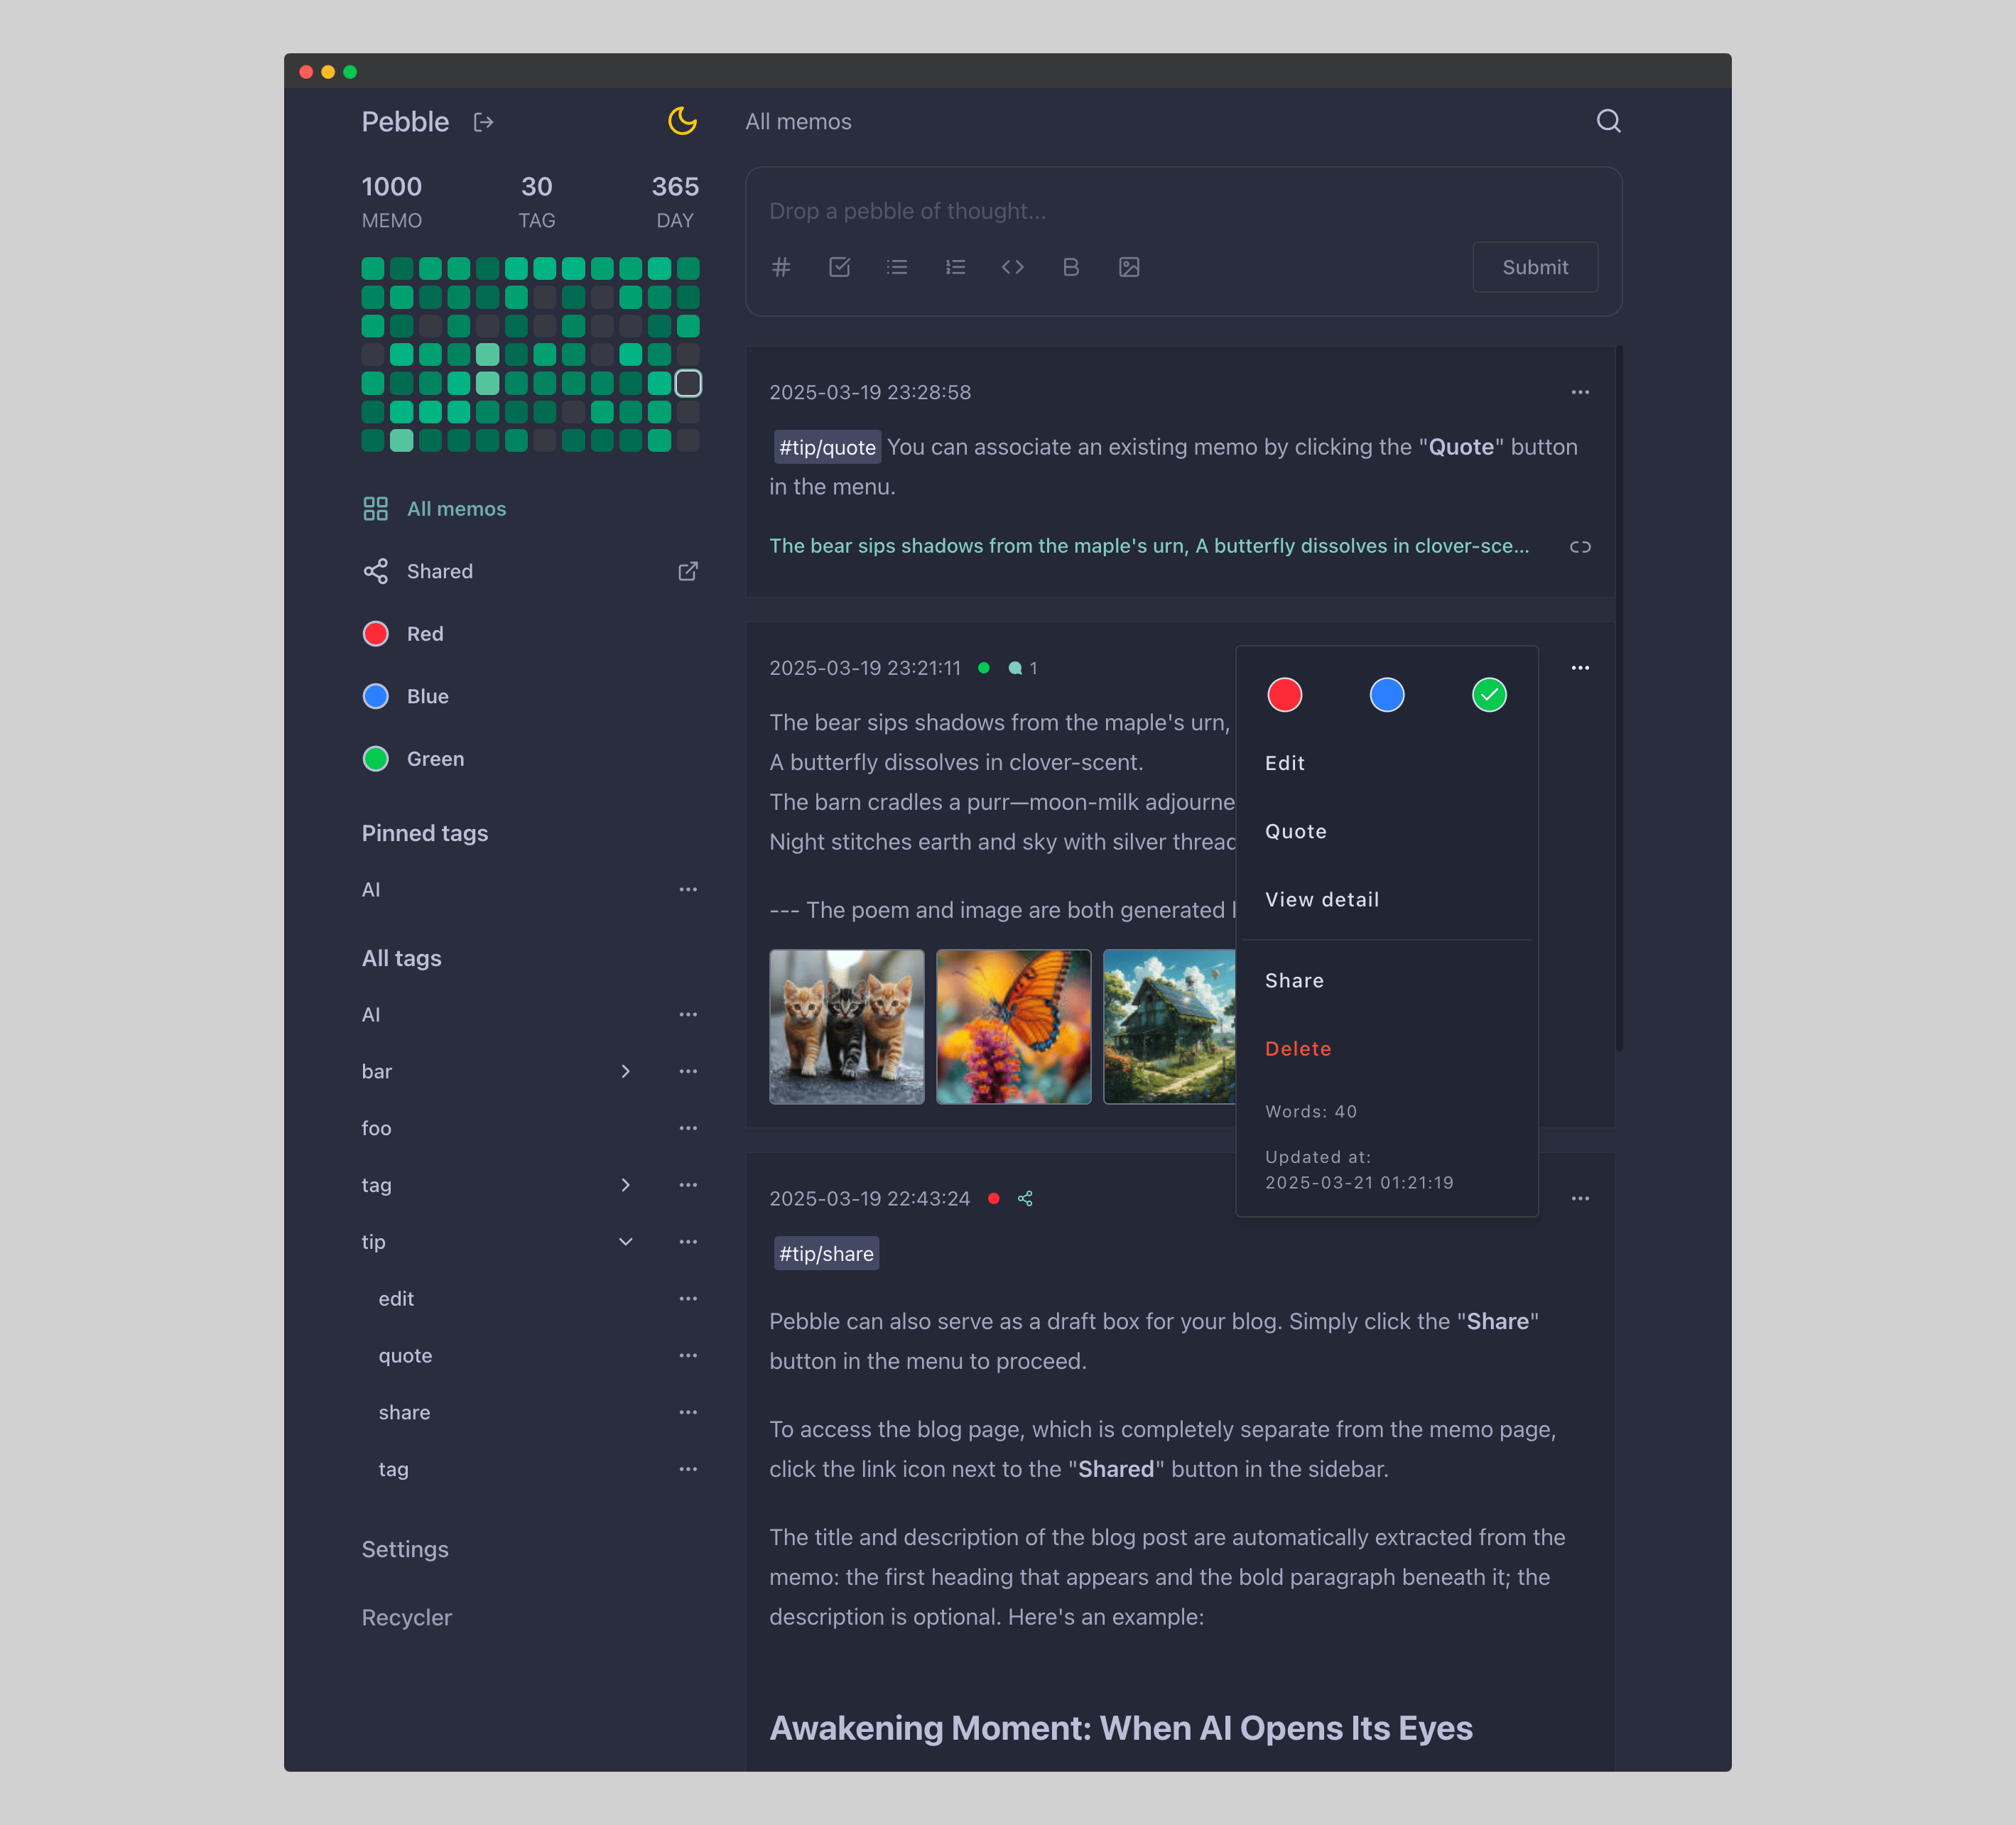 Pebble
1000
MEMO
30
TAG
365
DAY
All memos
Shared
Red
Blue
Green
Pinned tags
AI
All tags
AI
bar
foo
tag
tip
edit
quote
share
tag
Settings
Recycler
All memos
Drop a pebble of thought...
Submit
2025-03-19 23:28:58
#tip/quote You can associate an existing memo by clicking the "Quote" button
in the menu.
The bear sips shadows from the maple's urn, A butterfly dissolves in clover-sce...
2025-03-19 23:21:11 1
The bear sips shadows from the maple's urn,
A butterfly dissolves in clover-scent.
The barn cradles a purr—moon-milk adjourne
Night stitches earth and sky with silver thread
--- The poem and image are both generated
Edit
Quote
View detail
Share
Delete
Words: 40
Updated at:
2025-03-21 01:21:19
2025-03-19 22:43:24
#tip/share
Pebble can also serve as a draft box for your blog. Simply click the "Share"
button in the menu to proceed.
To access the blog page, which is completely separate from the memo page,
click the link icon next to the "Shared" button in the sidebar.
The title and description of the blog post are automatically extracted from the
memo: the first heading that appears and the bold paragraph beneath it; the
description is optional. Here's an example:
Awakening Moment: When AI Opens Its Eyes